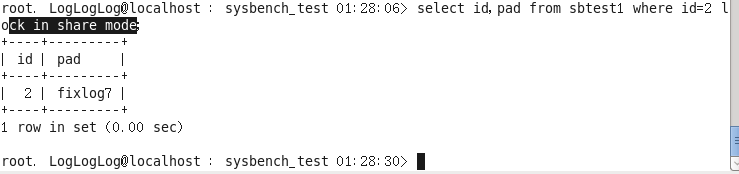 root. LogLogLog@localhost : sysbench_test 01:28:06> select id,pad from sbtest1 where id=2 l
ock in share mode;
+----+---------+
| id | pad     |
+----+---------+
|  2 | fixlog7 |
+----+---------+
1 row in set (0.00 sec)
root. LogLogLog@localhost : sysbench_test 01:28:30>